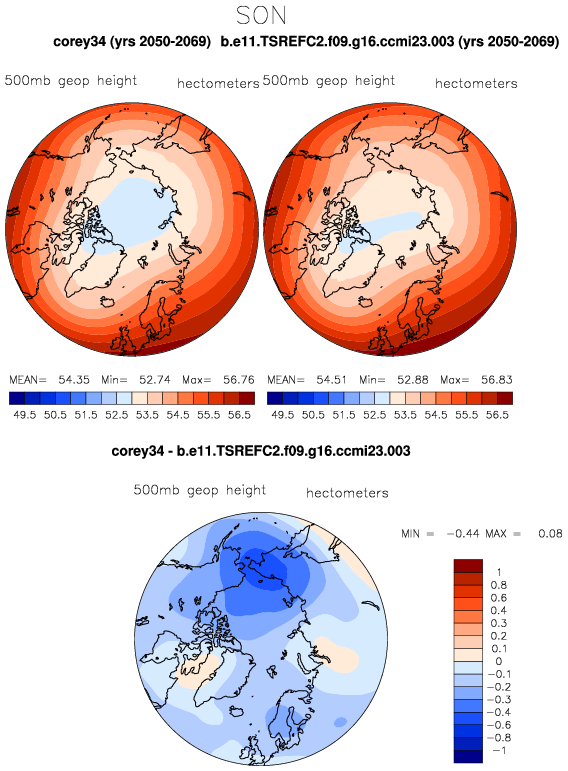 SON
corey34 (yrs 2050-2069) b.e11.TSREFC2.f09.g16.ccmi23.003 (yrs 2050-2069)
500mb geop height hectometers 500mb geop height hectometers
MEAN= 54.35 Min= 52.74 Max= 56.76 MEAN= 54.51 Min= 52.88 Max= 56.83
49.5 50.5 51.5 52.5 53.5 54.5 55.5 56.5 49.5 50.5 51.5 52.5 53.5 54.5 55.5 56.5
corey34 - b.e11.TSREFC2.f09.g16.ccmi23.003
500mb geop height hectometers
MIN = -0.44 MAX = 0.08
1
0.8
0.6
0.4
0.3
0.2
0.1
0
-0.1
-0.2
-0.3
-0.4
-0.6
-0.8
-1